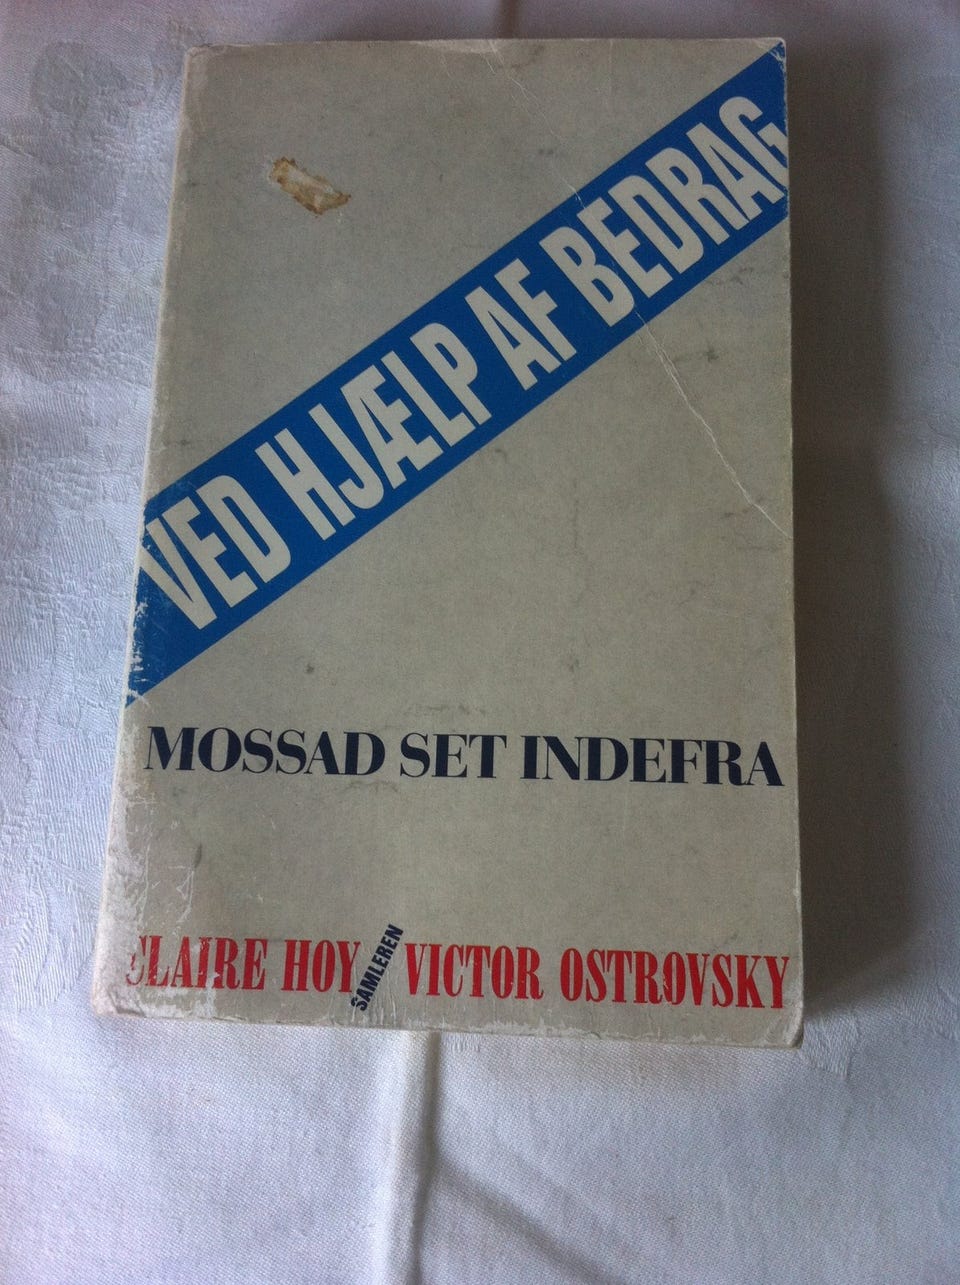 VED HJÆLP AF BEDRAG
MOSSAD SET INDEFRA
CLAIRE HOY
SAMLEREN
VICTOR OSTROVSKY